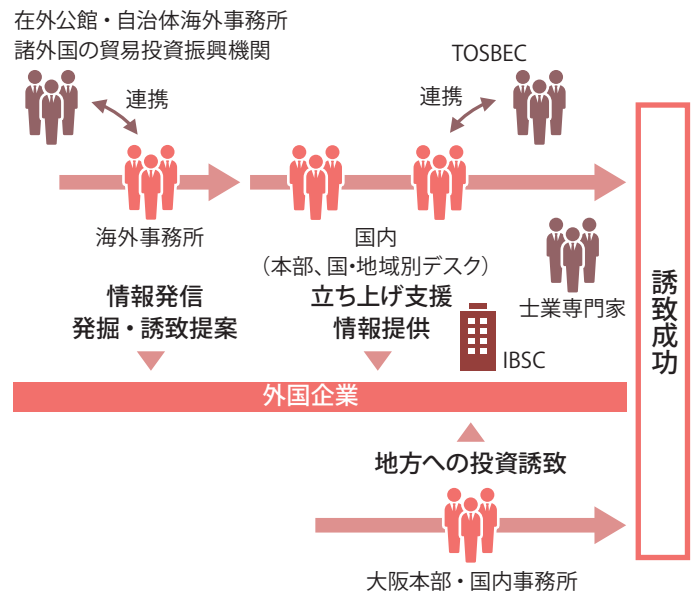 在外公館・自治体海外事務所
諸外国の貿易投資振興機関
連携
TOSBEC
連携
海外事務所
情報発信
発掘・誘致提案
国内
（本部、国・地域別デスク）
立ち上げ支援
情報提供
士業専門家
IBSC
外国企業
地方への投資誘致
大阪本部・国内事務所
誘致成功